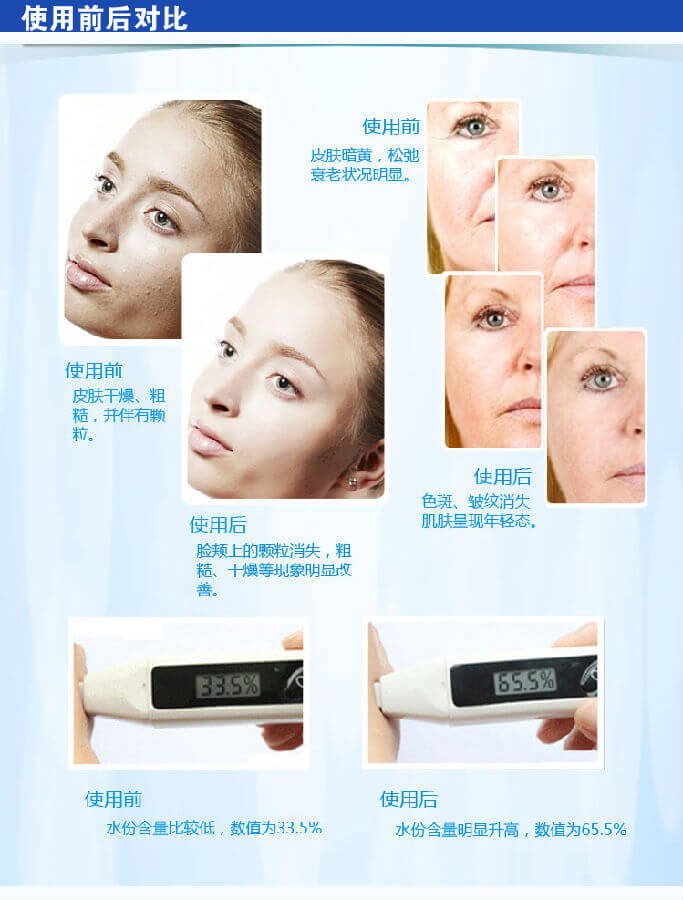 使用前后对比
使用前
皮肤暗黄，松弛
衰老状况明显。
使用前
皮肤干燥、粗
糙，并伴有颗
粒。
使用后
色斑、皱纹消失
肌肤呈现年轻态。
使用后
脸颊上的颗粒消失，粗
糙、干燥等现象明显改
善。
33.5%
65.5%
使用前
水份含量比较低，数值为33.5%
使用后
水份含量明显升高，数值为65.5%